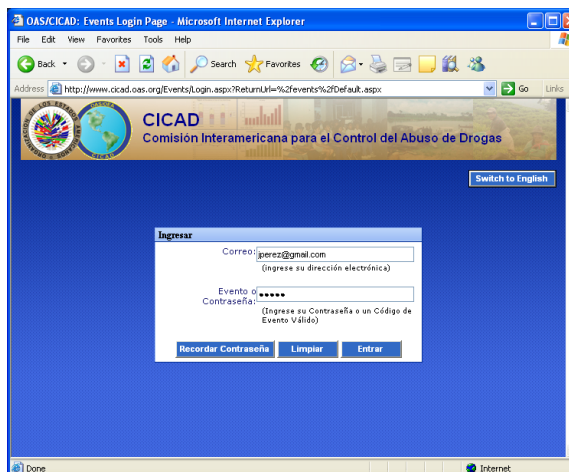 OAS/CICAD: Events Login Page - Microsoft Internet Explorer
File Edit View Favorites Tools Help
Back Search Favorites
Address http://www.cicad.oas.org/Events/Login.aspx?ReturnUrl=%2fevents%2fDefault.aspx Go Links
CICAD
Comisión Interamericana para el Control del Abuso de Drogas
Switch to English
Ingresar
Correo: jperez@gmail.com
(ingrese su dirección electrónica)
Evento o
Contraseña: •••••
(Ingrese su Contraseña o un Código de
Evento Válido)
Recordar Contraseña Limpiar Entrar
Done Internet